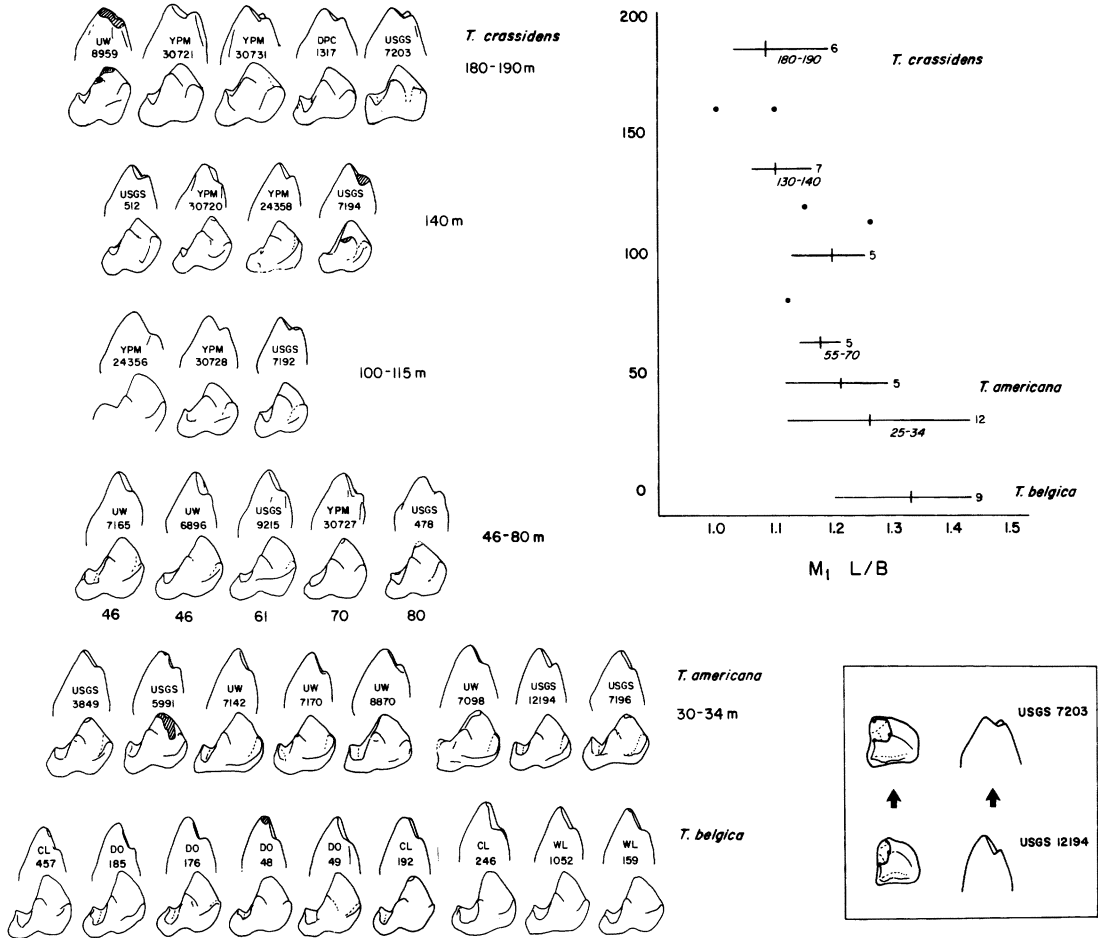 UW 8959
YPM 30721
YPM 30731
DPC 1317
USGS 7203
T. crassidens
180-190m
USGS 512
YPM 30720
YPM 24358
USGS 7194
140m
YPM 24356
YPM 30728
USGS 7192
100-115m
UW 7165
UW 6896
USGS 9215
YPM 30727
USGS 478
46-80m
46 46 61 70 80
USGS 3849
USGS 5991
UW 7142
UW 7170
UW 8870
UW 7098
USGS 12194
USGS 7196
T. americana
30-34m
CL 457
DO 185
DO 176
DO 48
DO 49
CL 192
CL 246
WL 1052
WL 159
T. belgica
200
150
100
50
0
6
180-190
T. crassidens
7
130-140
5
5
55-70
5
T. americana
12
25-34
9
T. belgica
1.0 1.1 1.2 1.3 1.4 1.5
M₁ L/B
USGS 7203
USGS 12194